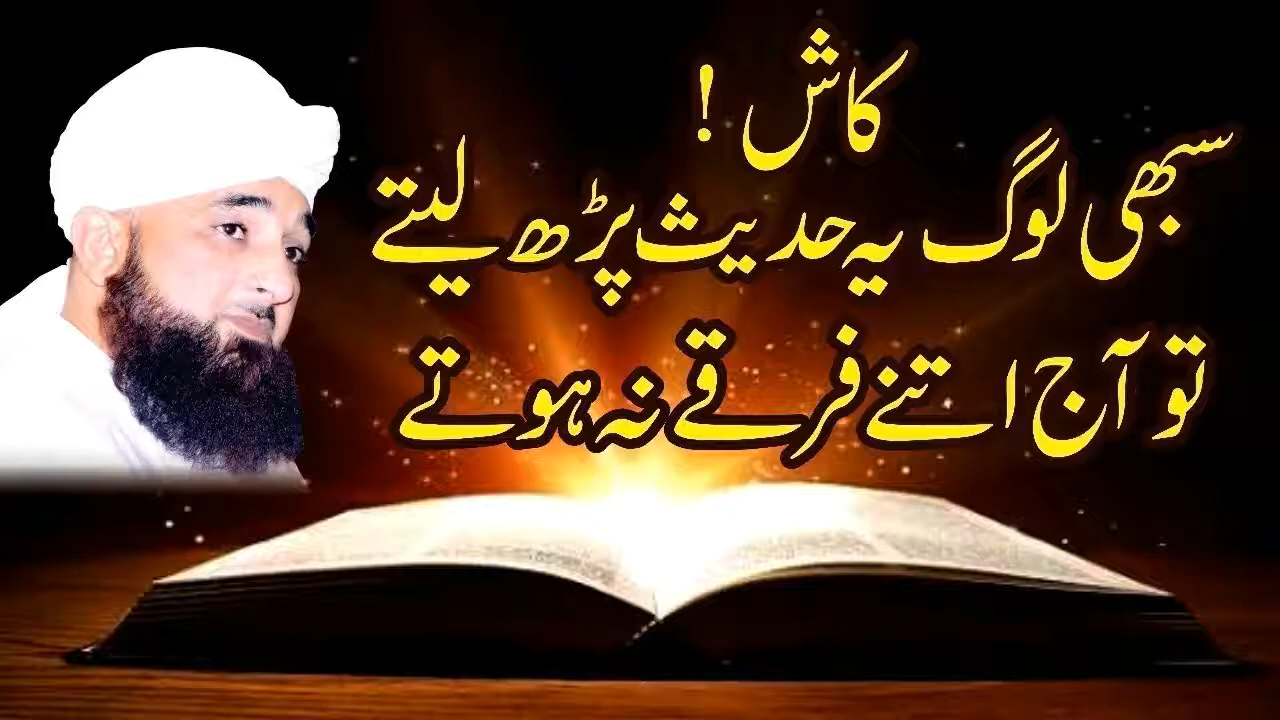 کاش !
سبھی لوگ یہ حدیث پڑھ لیتے
تو آج اتنے فرقے نہ ہوتے